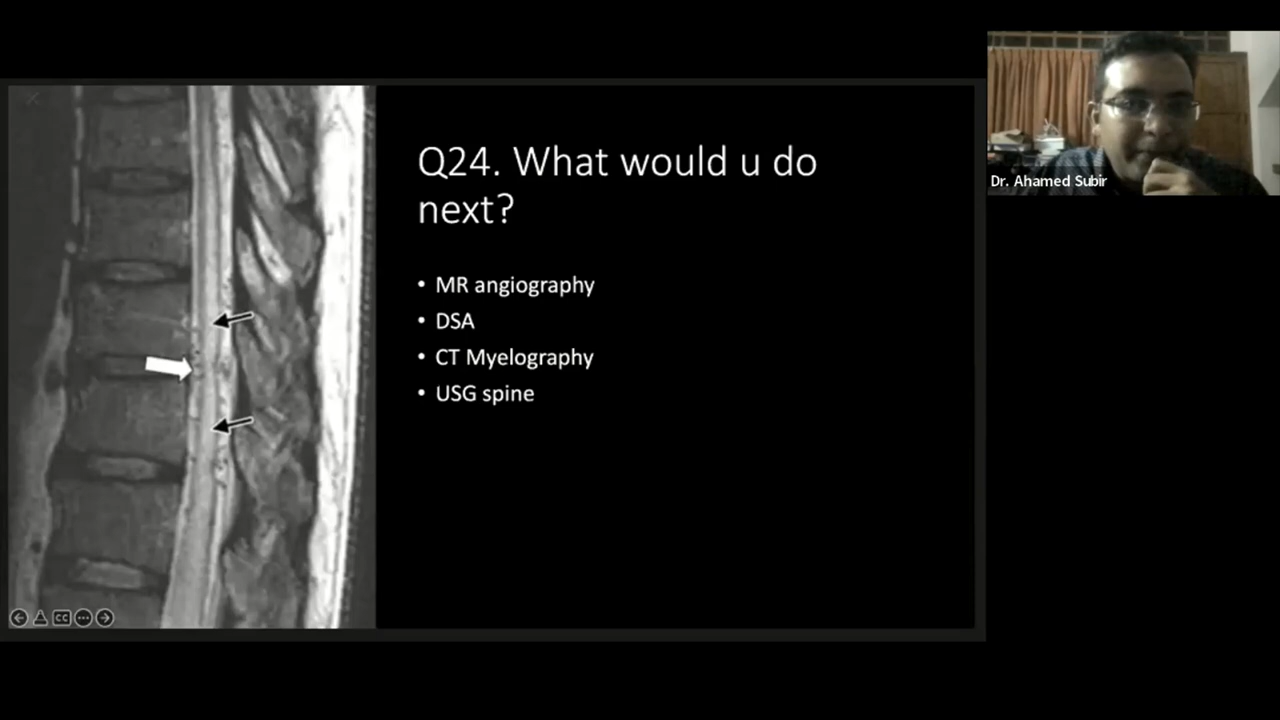 Q24. What would u do
next?
• MR angiography
• DSA
• CT Myelography
• USG spine
Dr. Ahamed Subir